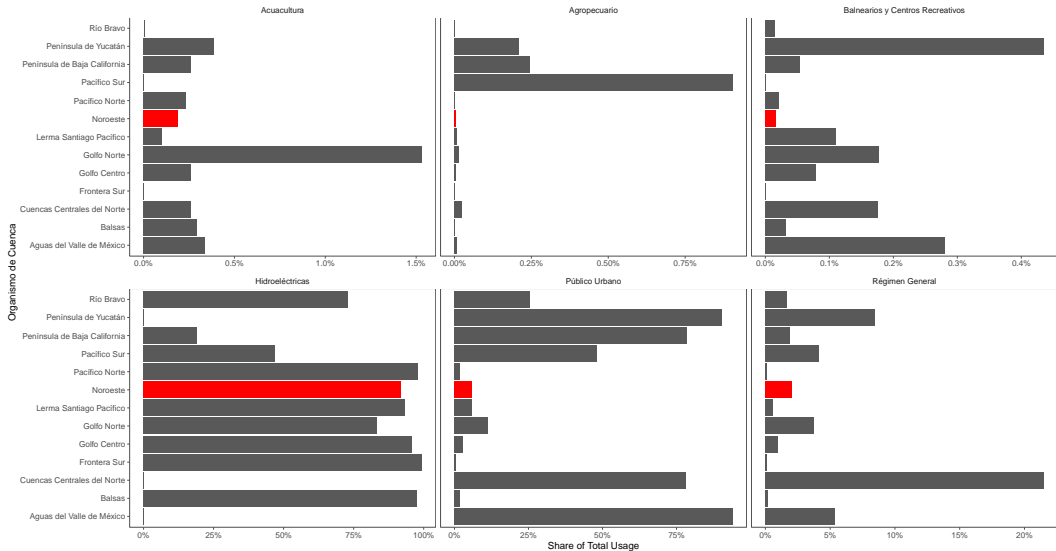 Acuacultura
Agropecuario
Balnearios y Centros Recreativos
Río Bravo
Península de Yucatán
Península de Baja California
Pacífico Sur
Pacífico Norte
Noroeste
Lerma Santiago Pacífico
Golfo Norte
Golfo Centro
Frontera Sur
Cuencas Centrales del Norte
Balsas
Aguas del Valle de México
0.0% 0.5% 1.0% 1.5%
0.00% 0.25% 0.50% 0.75%
0.0% 0.1% 0.2% 0.3% 0.4%
Organismo de Cuenca
Hidroeléctricas
Público Urbano
Régimen General
Río Bravo
Península de Yucatán
Península de Baja California
Pacífico Sur
Pacífico Norte
Noroeste
Lerma Santiago Pacífico
Golfo Norte
Golfo Centro
Frontera Sur
Cuencas Centrales del Norte
Balsas
Aguas del Valle de México
0% 25% 50% 75% 100%
0% 25% 50% 75%
0% 5% 10% 15% 20%
Share of Total Usage